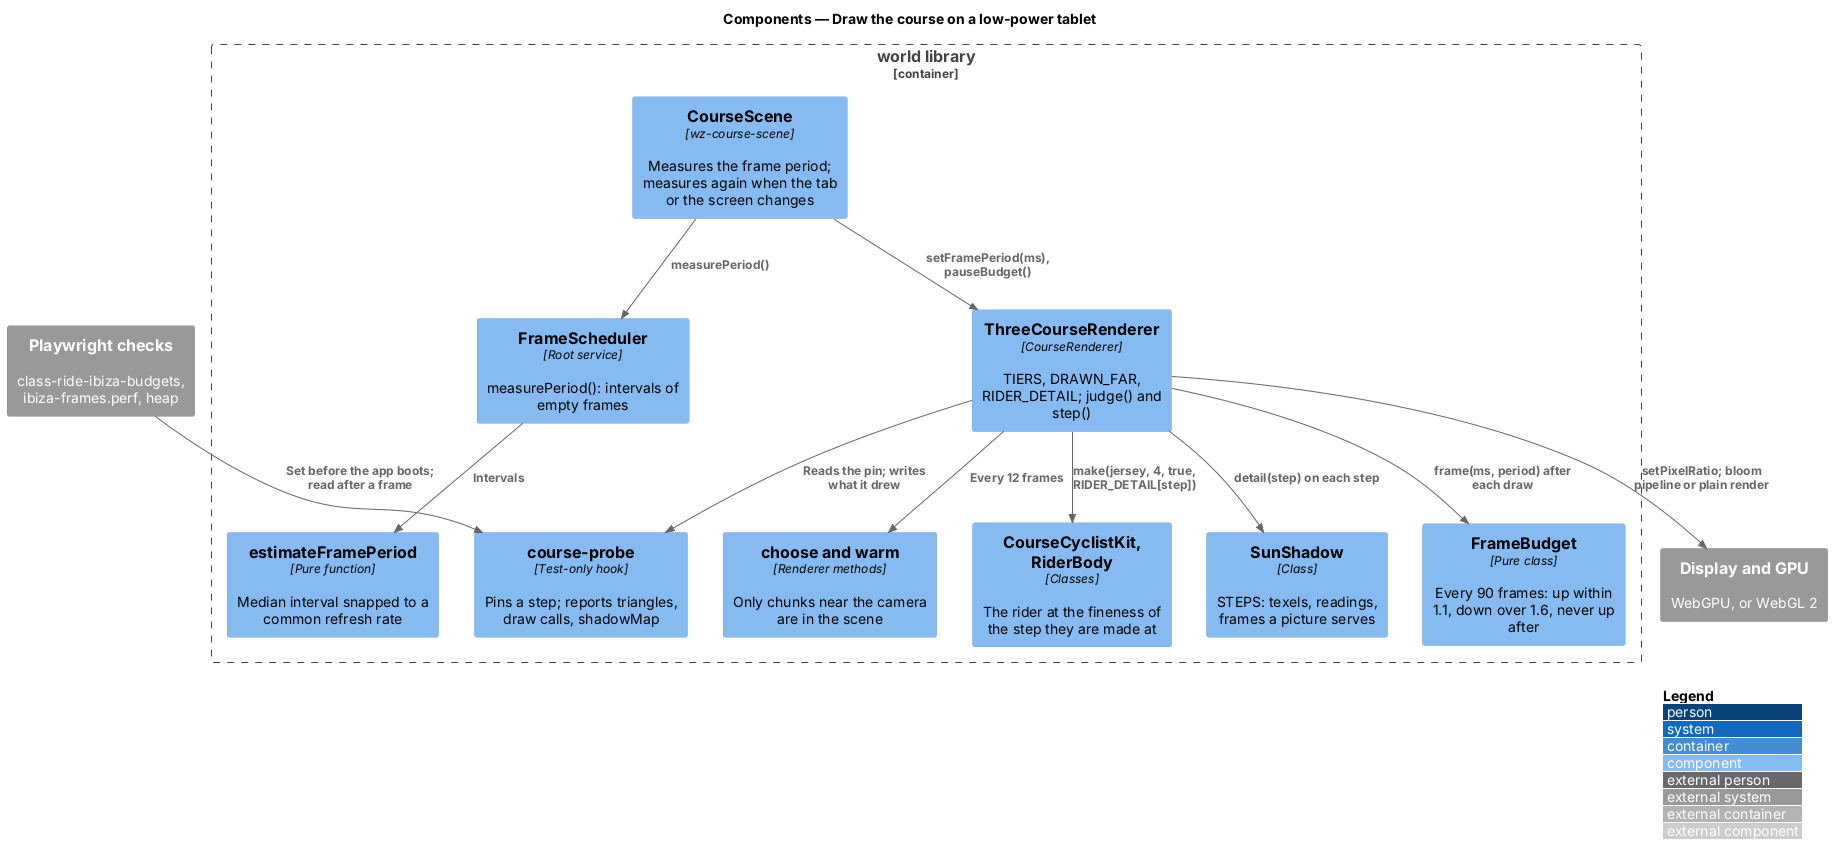 Components — Draw the course on a low-power tablet
world library
[container]
CourseScene
[wz-course-scene]
Measures the frame period;
measures again when the tab
or the screen changes
measurePeriod()
setFramePeriod(ms),
pauseBudget()
Playwright checks
class-ride-ibiza-budgets,
ibiza-frames.perf, heap
FrameScheduler
[Root service]
measurePeriod(): intervals of
empty frames
ThreeCourseRenderer
[CourseRenderer]
TIERS, DRAWN_FAR,
RIDER_DETAIL; judge() and
step()
Set before the app boots;
read after a frame
Intervals
Reads the pin; writes
what it drew
Every 12 frames
make(jersey, 4, true,
RIDER_DETAIL[step])
detail(step) on each step
frame(ms, period) after
each draw
setPixelRatio; bloom
pipeline or plain render
estimateFramePeriod
[Pure function]
Median interval snapped to a
common refresh rate
course-probe
[Test-only hook]
Pins a step; reports triangles,
draw calls, shadowMap
choose and warm
[Renderer methods]
Only chunks near the camera
are in the scene
CourseCyclistKit,
RiderBody
[Classes]
The rider at the fineness of
the step they are made at
SunShadow
[Class]
STEPS: texels, readings,
frames a picture serves
FrameBudget
[Pure class]
Every 90 frames: up within
1.1, down over 1.6, never up
after
Display and GPU
WebGPU, or WebGL 2
Legend
person
system
container
component
external person
external system
external container
external component